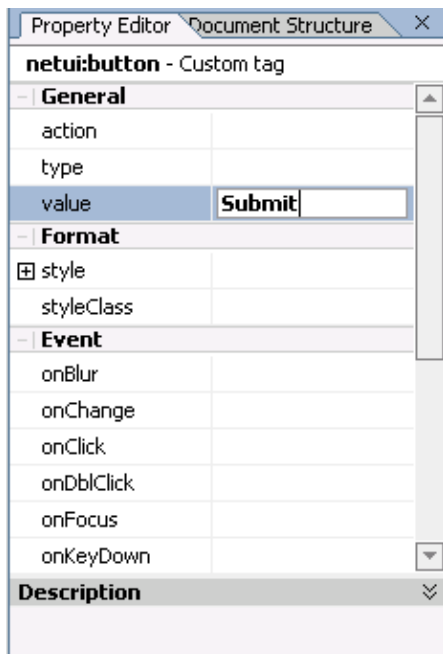 Property Editor Document Structure
netui:button - Custom tag
General
action
type
value Submit
Format
style
styleClass
Event
onBlur
onChange
onClick
onDblClick
onFocus
onKeyDown
Description